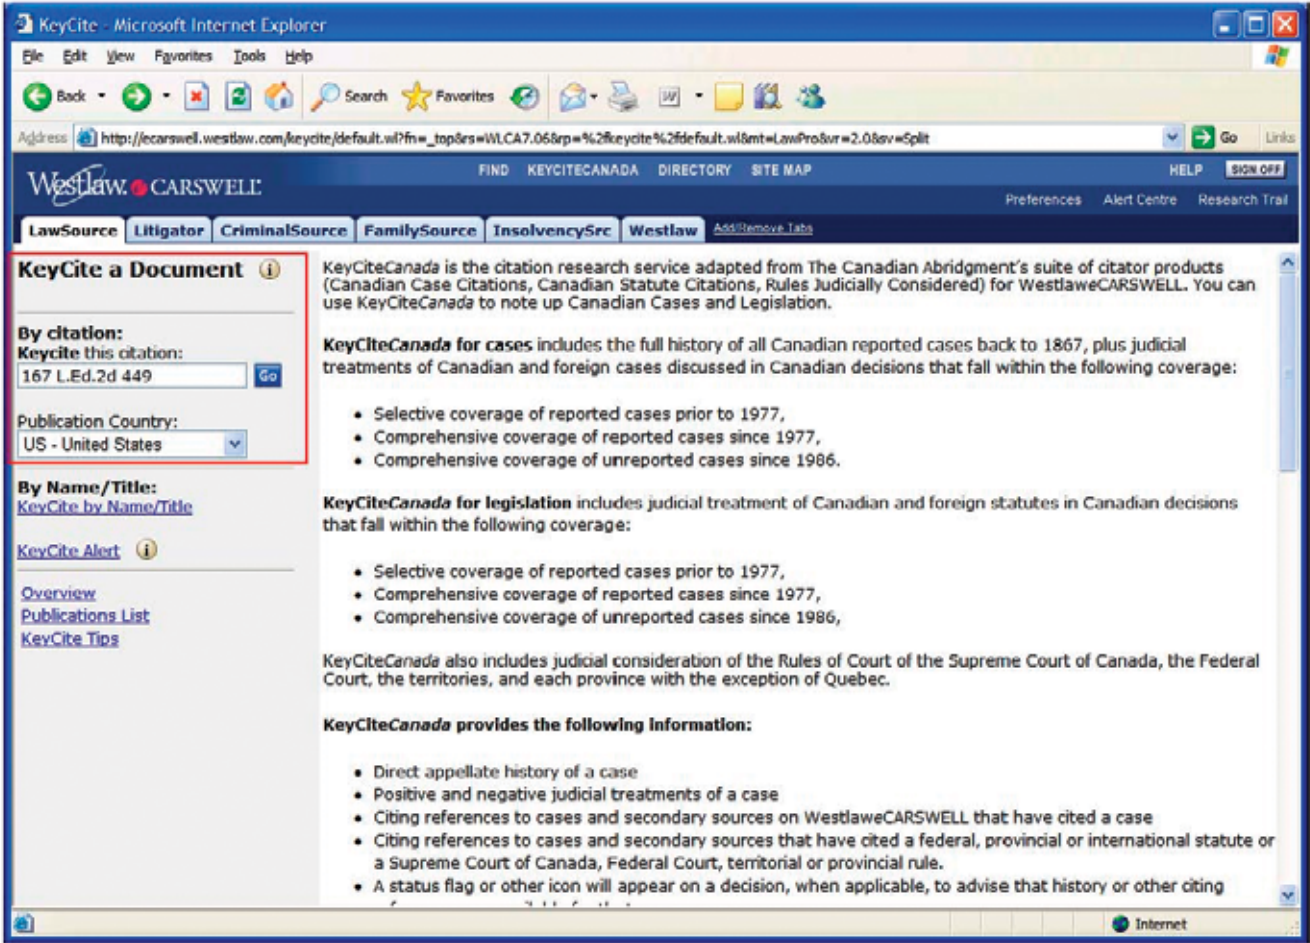 KeyCite - Microsoft Internet Explorer
File Edit View Favorites Tools Help
Back Search Favorites
Address http://ecarswell.westlaw.com/keycite/default.wl?fn=_top&rs=WLCA7.06&rp=%2fkeycite%2fdefault.wl&mt=LawPro&vr=2.0&sv=Split Go Links
Westlaw. CARSWELL
FIND KEYCITECANADA DIRECTORY SITE MAP HELP SIGN OFF
Preferences Alert Centre Research Trail
LawSource Litigator CriminalSource FamilySource InsolvencySrc Westlaw Add/Remove Tabs
KeyCite a Document
By citation:
Keycite this citation:
167 L.Ed.2d 449 Go
Publication Country:
US - United States
By Name/Title:
KeyCite by Name/Title
KeyCite Alert
Overview
Publications List
KeyCite Tips
KeyCiteCanada is the citation research service adapted from The Canadian Abridgment's suite of citator products
(Canadian Case Citations, Canadian Statute Citations, Rules Judicially Considered) for WestlaweCARSWELL. You can
use KeyCiteCanada to note up Canadian Cases and Legislation.
KeyCiteCanada for cases includes the full history of all Canadian reported cases back to 1867, plus judicial
treatments of Canadian and foreign cases discussed in Canadian decisions that fall within the following coverage:
• Selective coverage of reported cases prior to 1977,
• Comprehensive coverage of reported cases since 1977,
• Comprehensive coverage of unreported cases since 1986.
KeyCiteCanada for legislation includes judicial treatment of Canadian and foreign statutes in Canadian decisions
that fall within the following coverage:
• Selective coverage of reported cases prior to 1977,
• Comprehensive coverage of reported cases since 1977,
• Comprehensive coverage of unreported cases since 1986,
KeyCiteCanada also includes judicial consideration of the Rules of Court of the Supreme Court of Canada, the Federal
Court, the territories, and each province with the exception of Quebec.
KeyCiteCanada provides the following information:
• Direct appellate history of a case
• Positive and negative judicial treatments of a case
• Citing references to cases and secondary sources on WestlaweCARSWELL that have cited a case
• Citing references to cases and secondary sources that have cited a federal, provincial or international statute or
a Supreme Court of Canada, Federal Court, territorial or provincial rule.
• A status flag or other icon will appear on a decision, when applicable, to advise that history or other citing
Internet